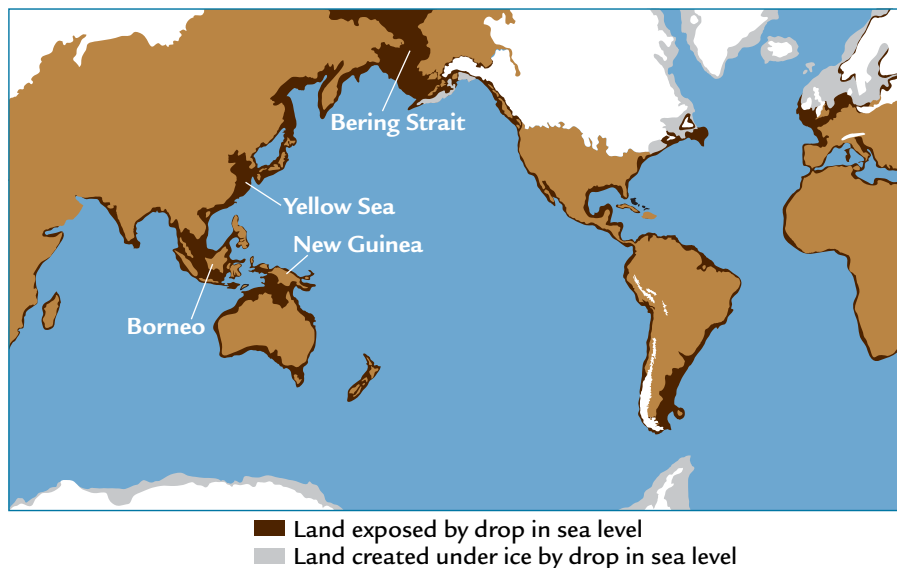 Bering Strait
Yellow Sea
New Guinea
Borneo
Land exposed by drop in sea level
Land created under ice by drop in sea level